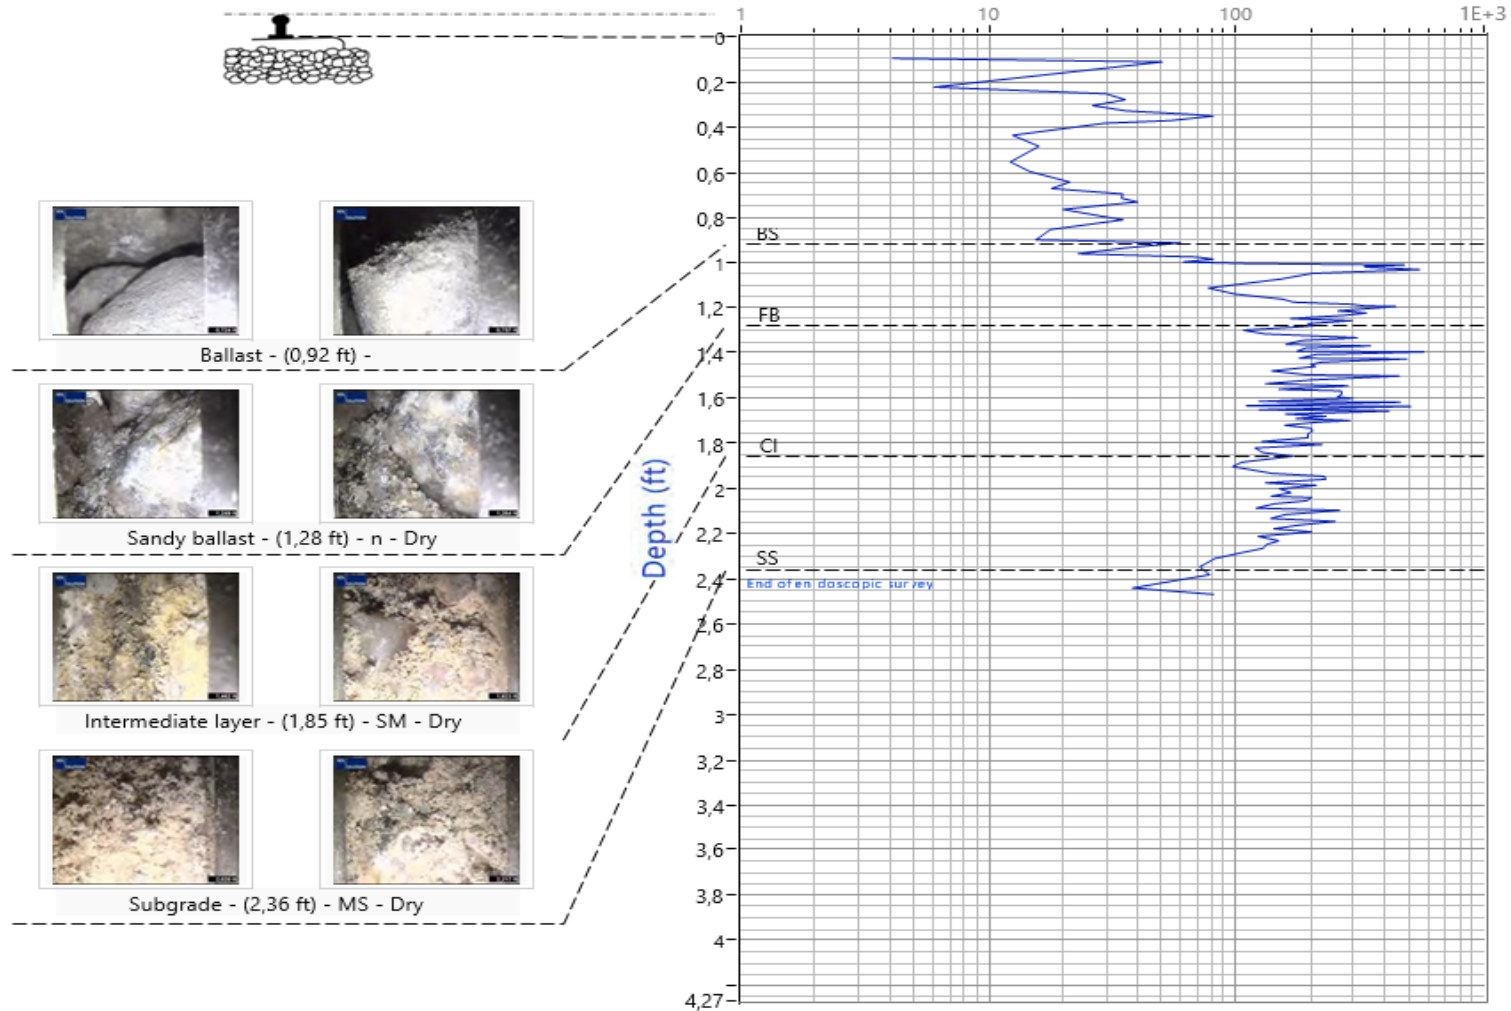 1 10 100 1E+3
0
0,2
0,4
0,6
0,8
BS
1
1,2
FB
1,4
1,6
1,8
CI
2
2,2
SS
2,4
End of en doscopic survey
2,6
2,8
3
3,2
3,4
3,6
3,8
4
4,27
Depth (ft)
Ballast - (0,92 ft) -
Sandy ballast - (1,28 ft) - n - Dry
Intermediate layer - (1,85 ft) - SM - Dry
Subgrade - (2,36 ft) - MS - Dry